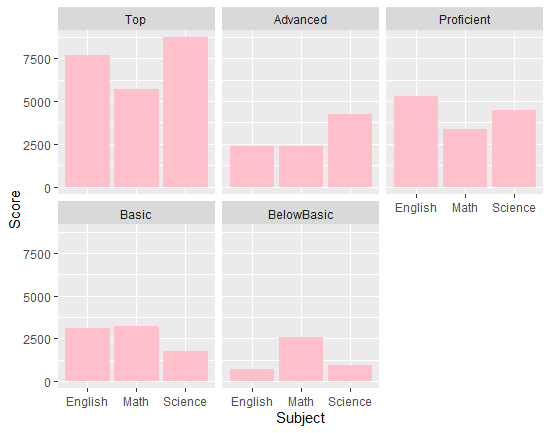 Top Advanced Proficient
7500
5000
2500
0
English Math Science
Score
Basic BelowBasic
7500
5000
2500
0
English Math Science English Math Science
Subject